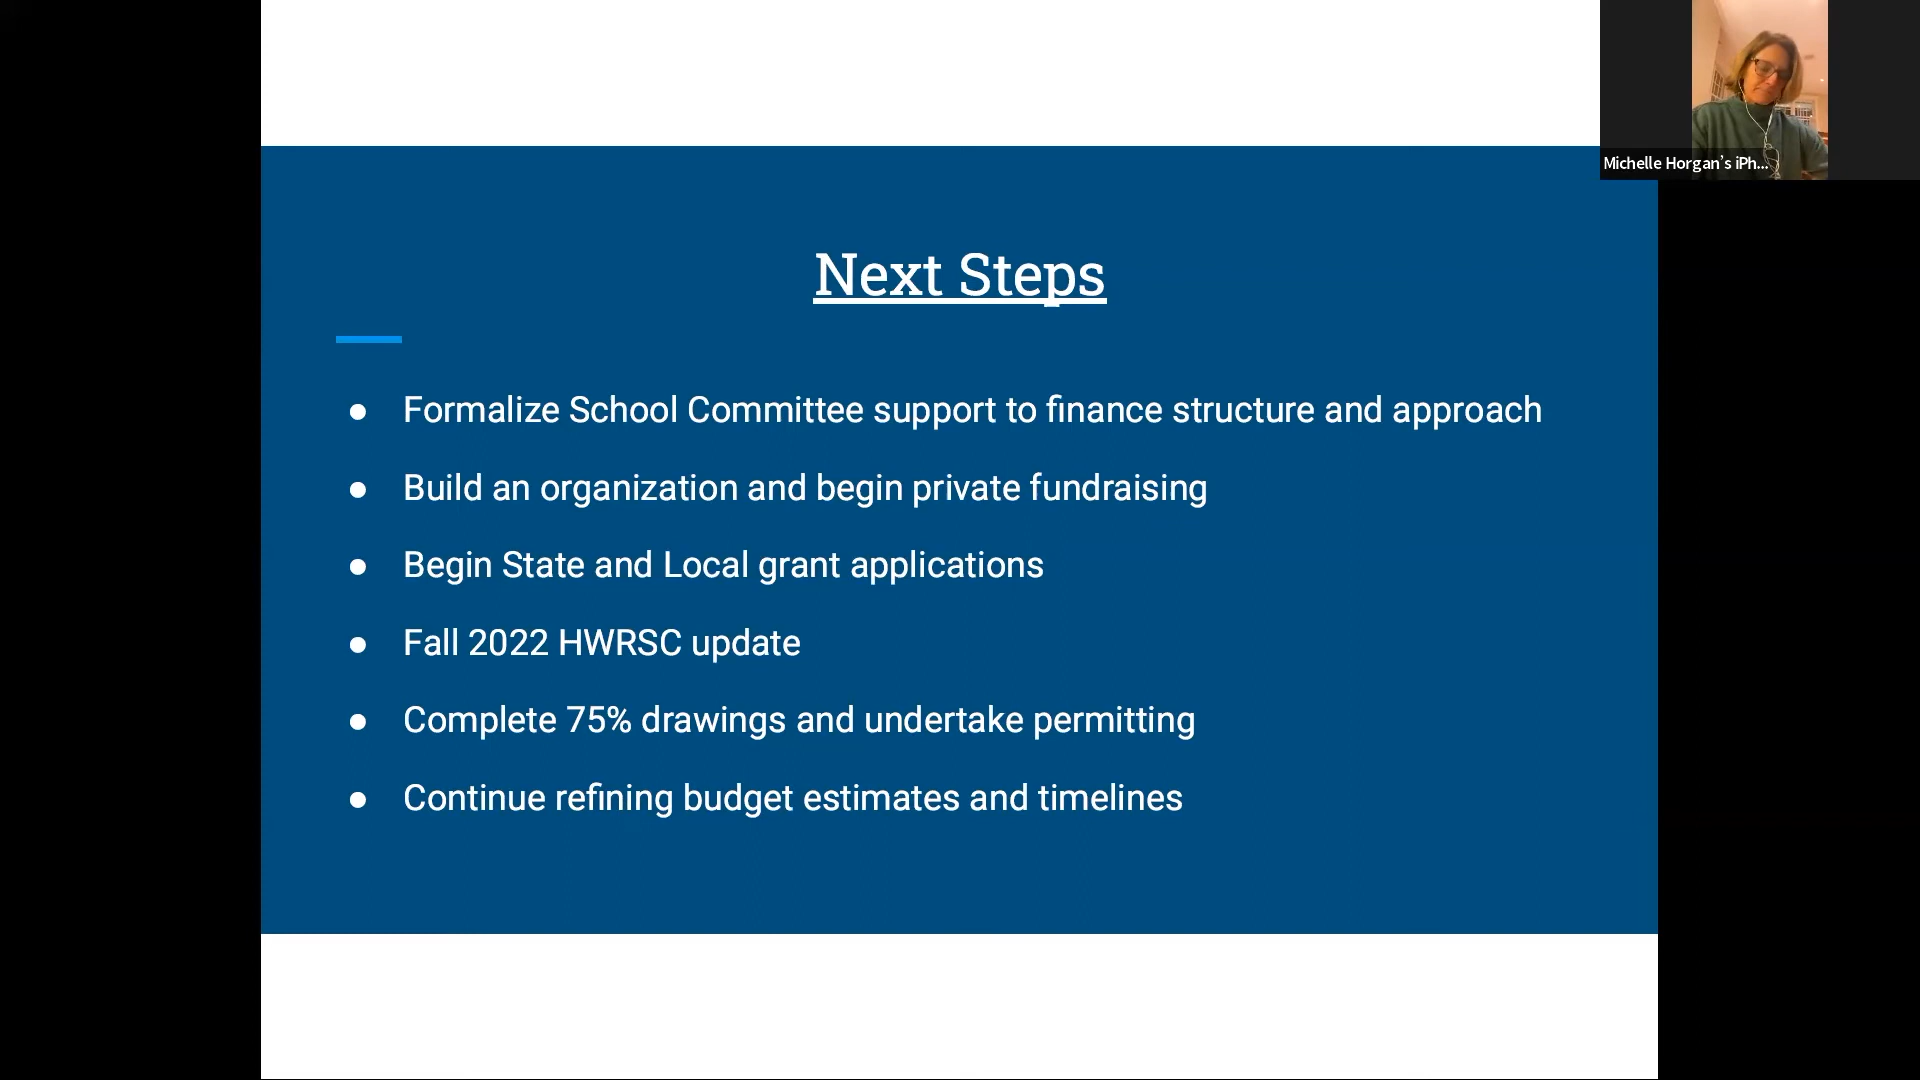 Michelle Horgan’s iPh...
Next Steps
● Formalize School Committee support to finance structure and approach
● Build an organization and begin private fundraising
● Begin State and Local grant applications
● Fall 2022 HWRSC update
● Complete 75% drawings and undertake permitting
● Continue refining budget estimates and timelines